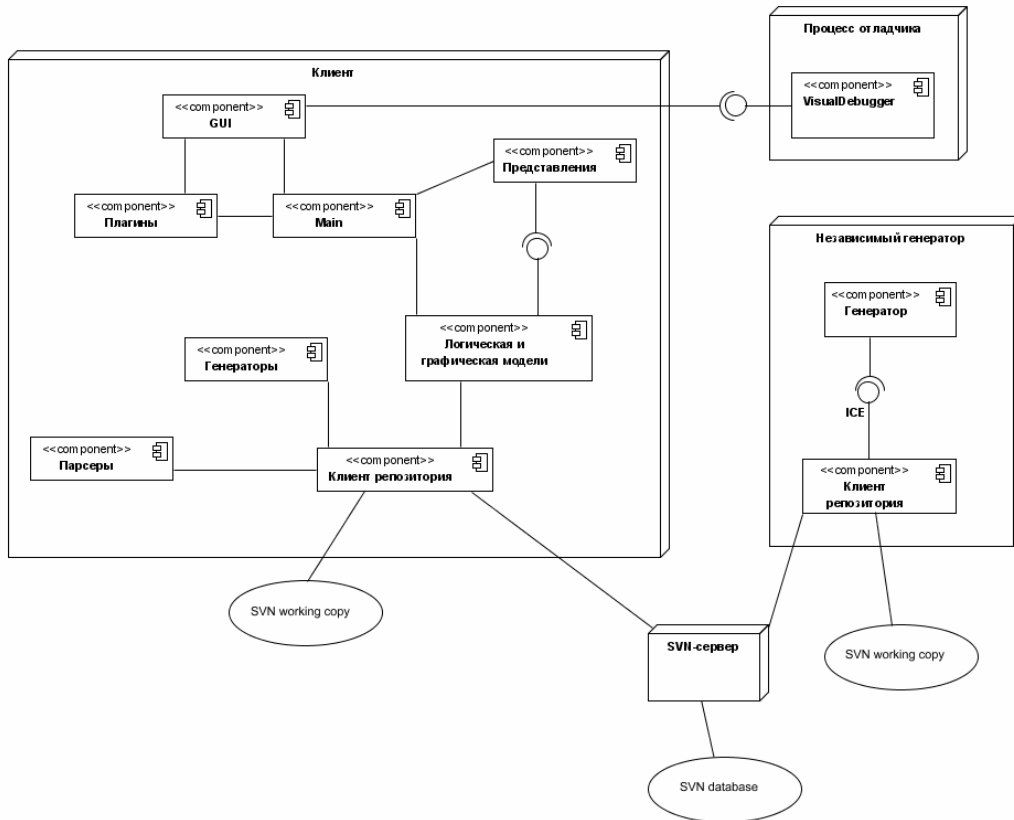 Процесс отладчика
<<component>>
VisualDebugger
Клиент
<<component>>
GUI
<<component>>
Представления
<<component>>
Плагины
<<component>>
Main
<<component>>
Логическая и
графическая модели
<<component>>
Генераторы
<<component>>
Парсеры
<<component>>
Клиент репозитория
Независимый генератор
<<component>>
Генератор
ICE
<<component>>
Клиент
репозитория
SVN working copy
SVN-сервер
SVN working copy
SVN database